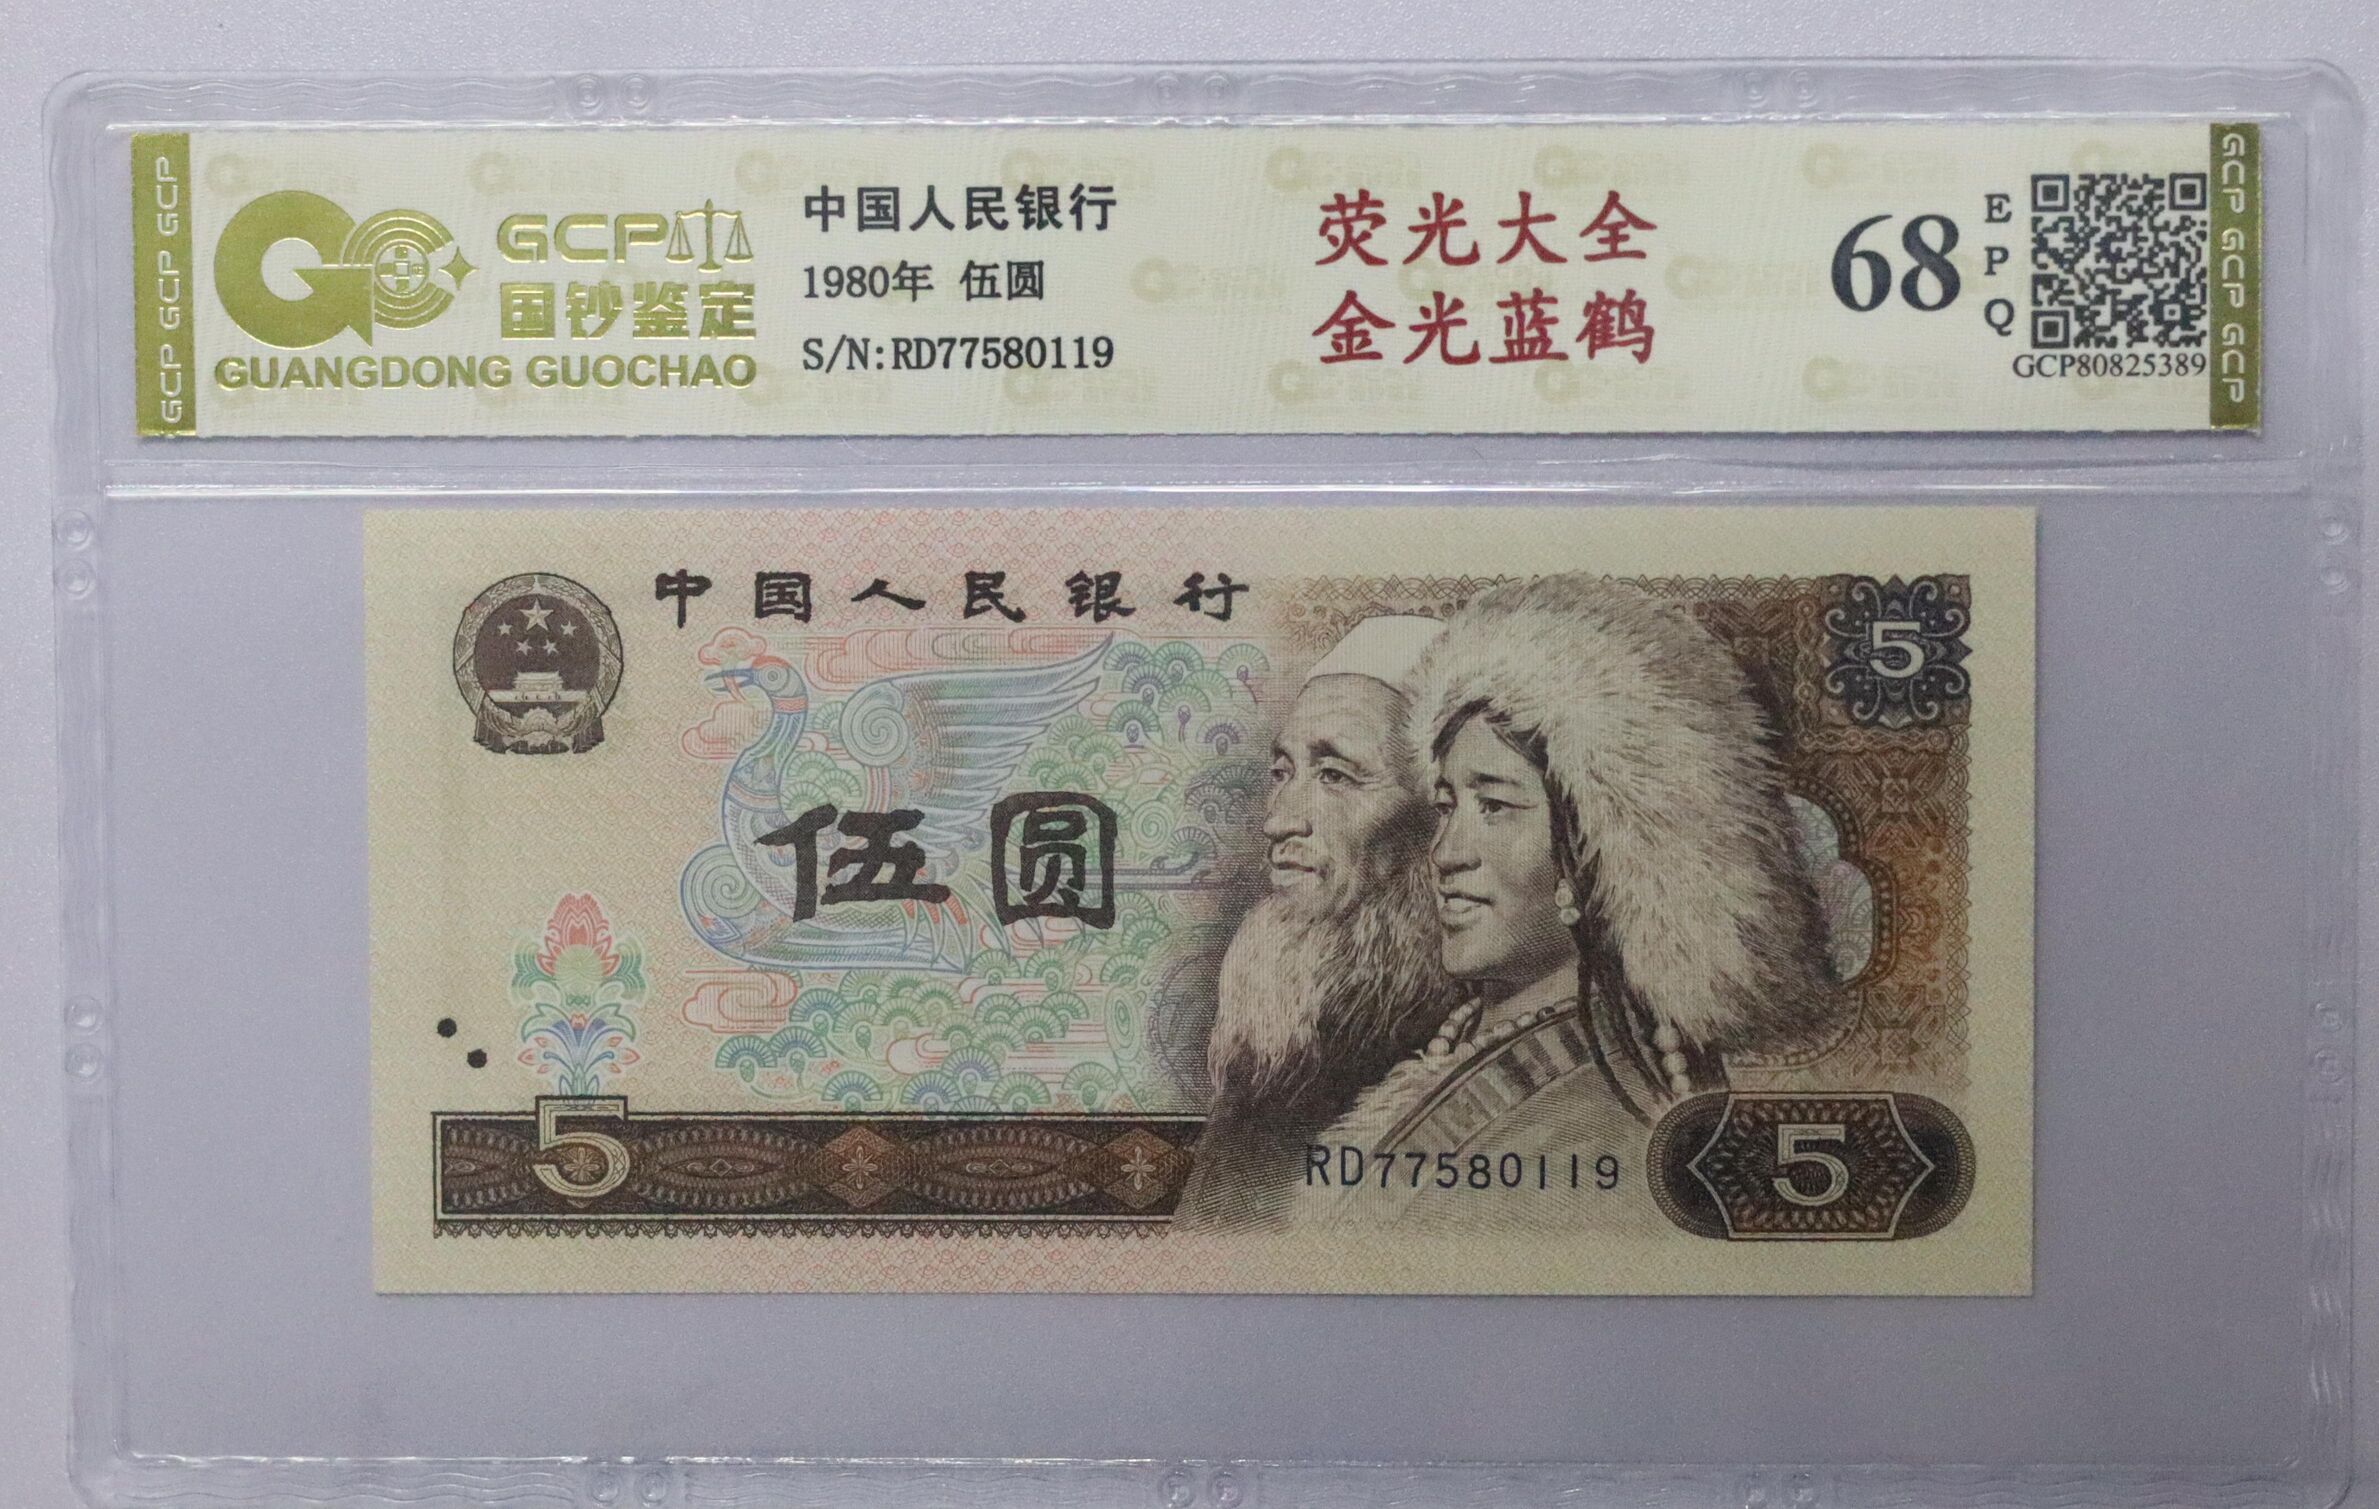 GCP GCP GCP
GCP
国钞鉴定
GUANGDONG GUOCHAO
中国人民银行
1980年 伍圆
S/N:RD77580119
荧光大全
金光蓝鹤
68
EPQ
GCP80825389
GCP GCP GCP
中国人民银行
5
伍圆
5
RD77580119
5